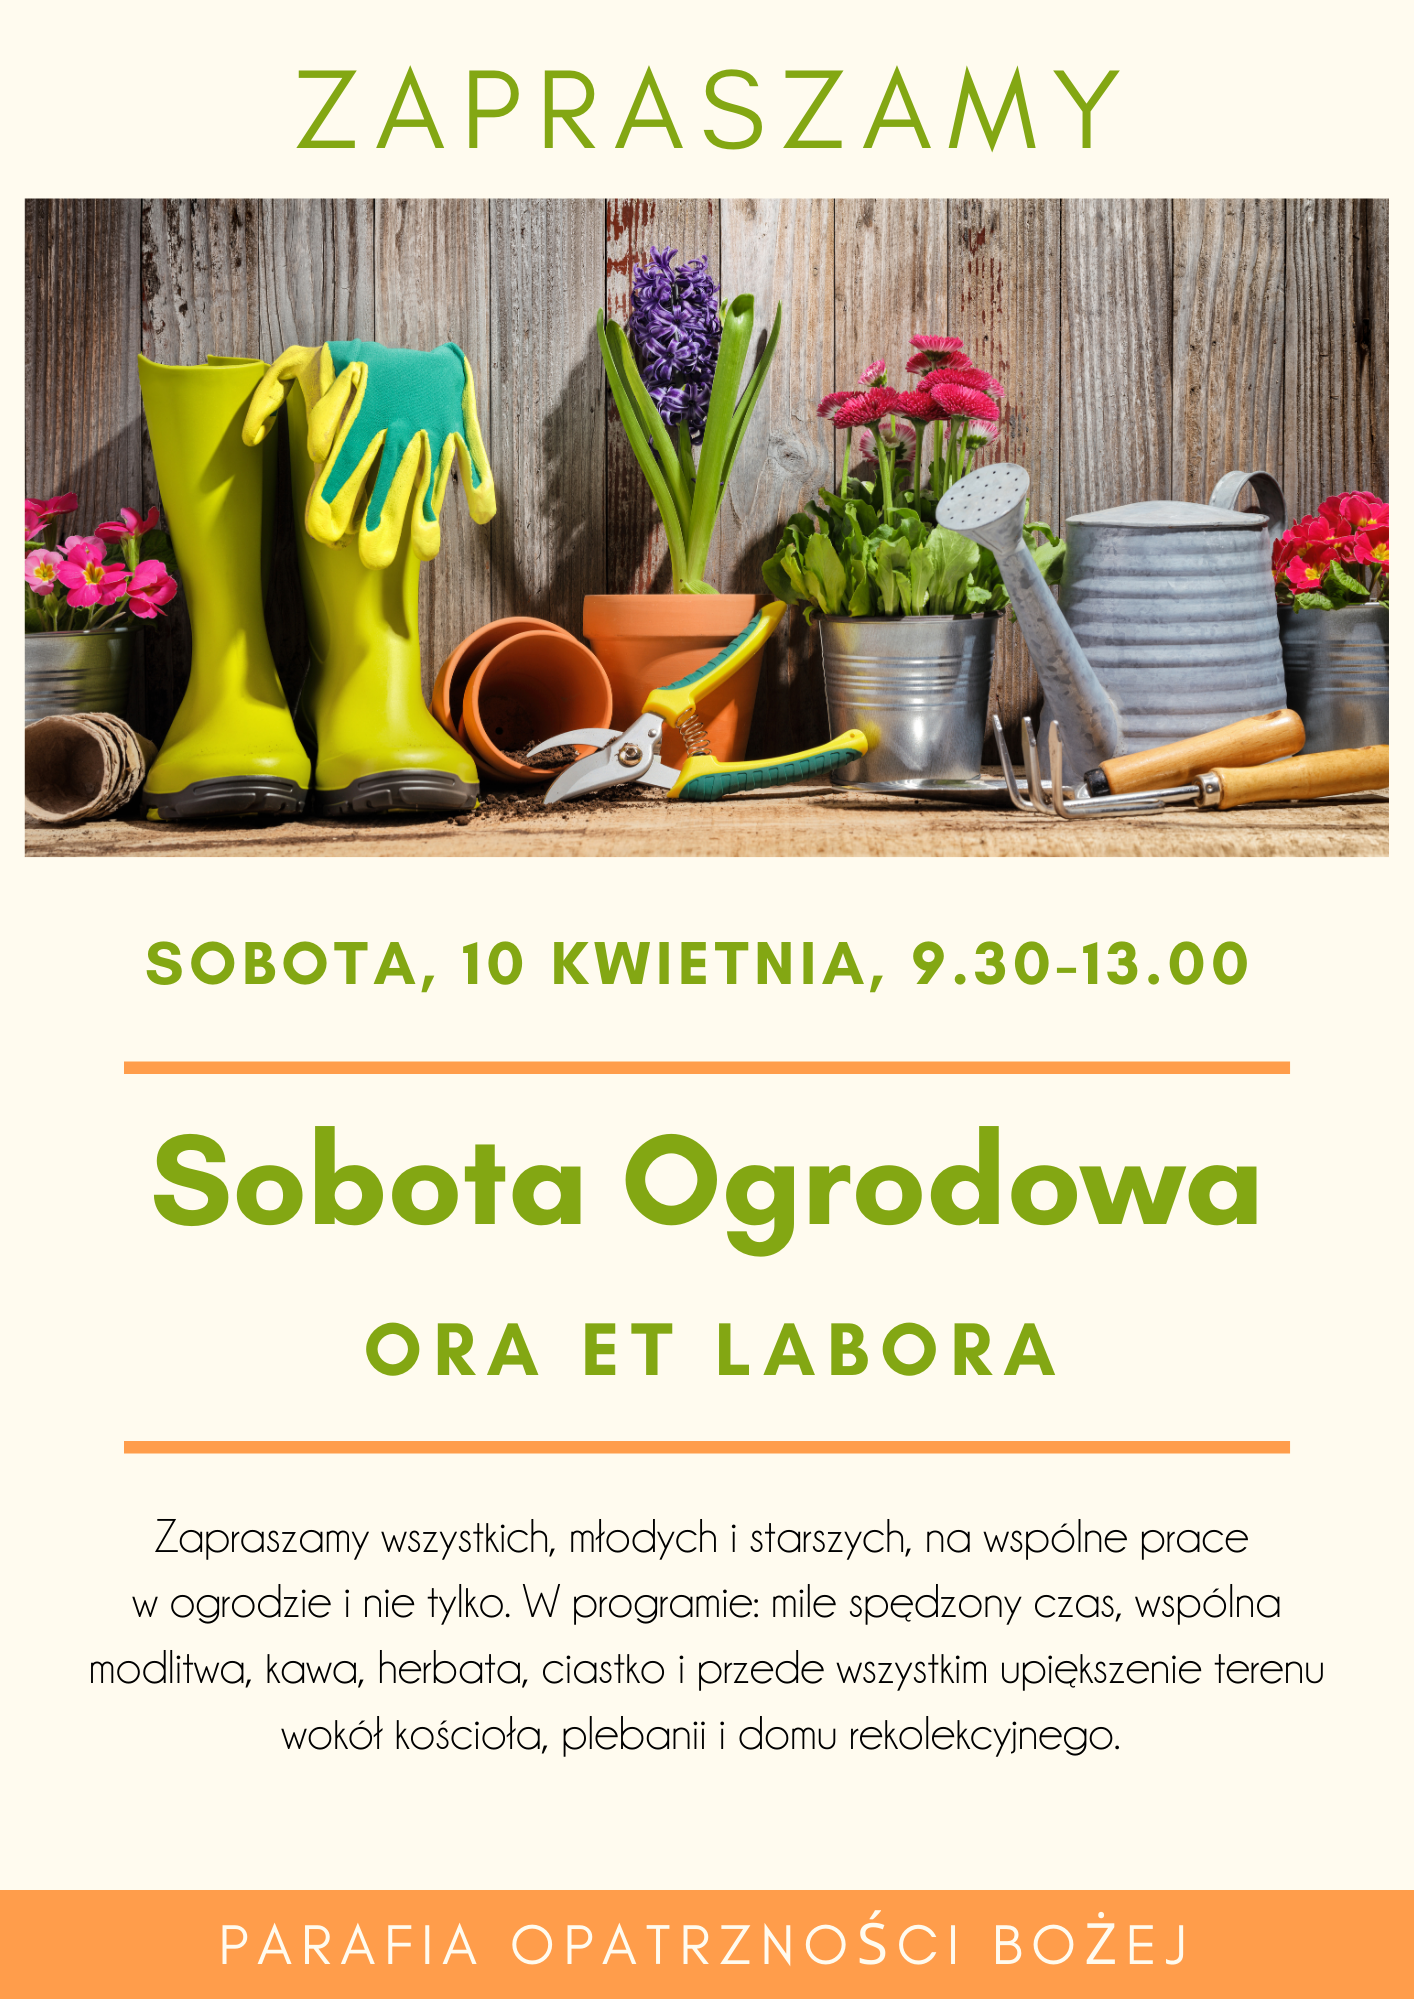 ZAPRASZAMY
SOBOTA, 10 KWIETNIA, 9.30-13.00
Sobota Ogrodowa
ORA ET LABORA
Zapraszamy wszystkich, młodych i starszych, na wspólne prace
w ogrodzie i nie tylko. W programie: mile spędzony czas, wspólna
modlitwa, kawa, herbata, ciastko i przede wszystkim upiększenie terenu
wokół kościoła, plebanii i domu rekolekcyjnego.
PARAFIA OPATRZNOŚCI BOŻEJ